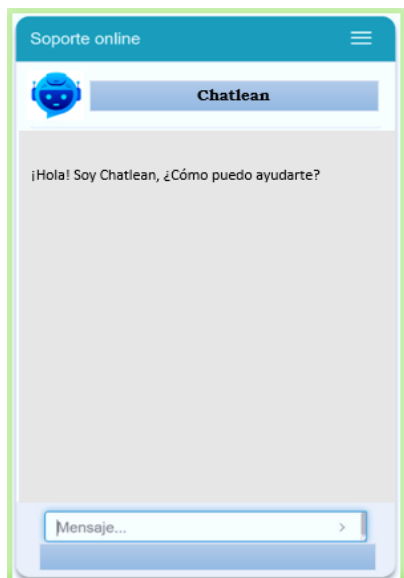 Soporte online
Chatlean
¡Hola! Soy Chatlean, ¿Cómo puedo ayudarte?
Mensaje...